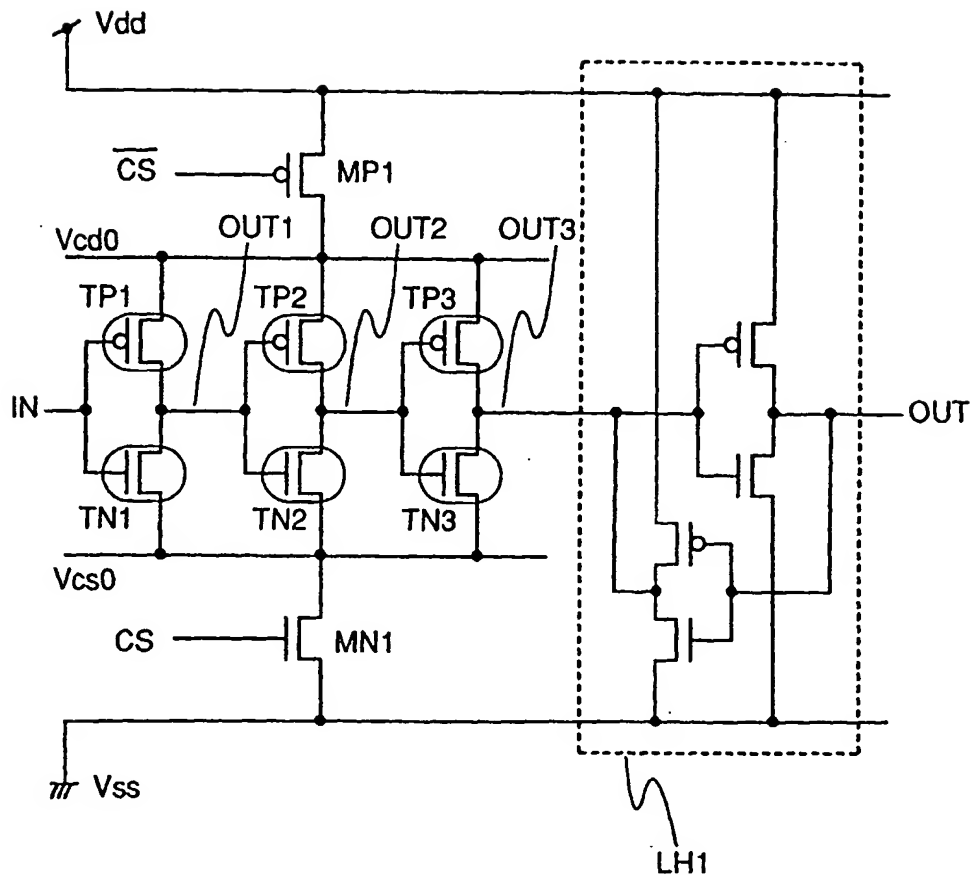 Vdd
C̅S̅
MP1
OUT1
OUT2
OUT3
Vcd0
TP1
TP2
TP3
IN
OUT
TN1
TN2
TN3
Vcs0
CS
MN1
Vss
LH1